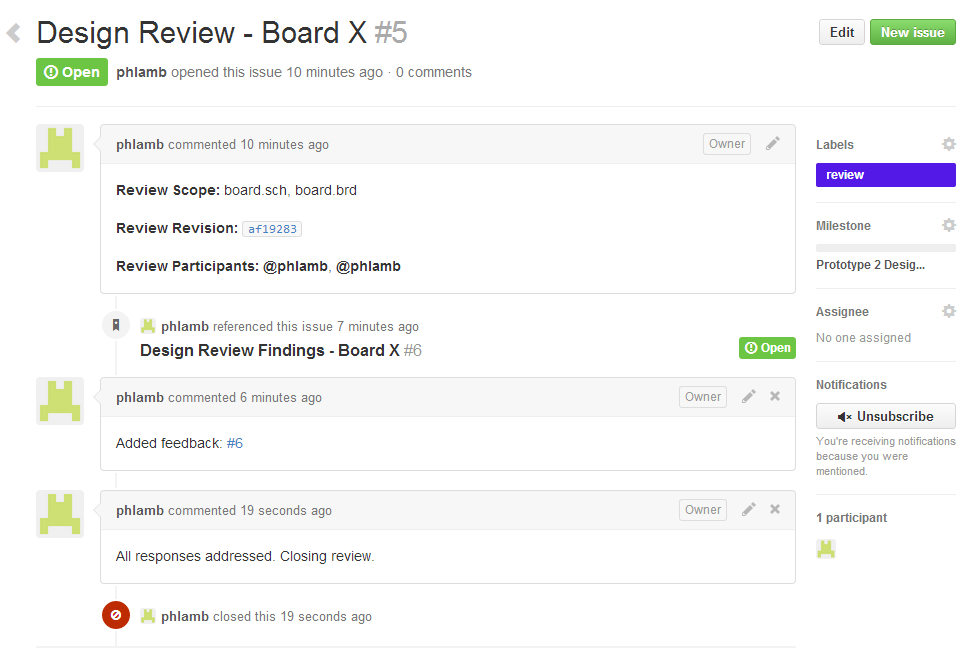 Design Review - Board X #5
Edit
New issue
Open
phlamb opened this issue 10 minutes ago · 0 comments
phlamb commented 10 minutes ago
Owner
Review Scope: board.sch, board.brd
Review Revision: af19283
Review Participants: @phlamb, @phlamb
phlamb referenced this issue 7 minutes ago
Design Review Findings - Board X #6
Open
phlamb commented 6 minutes ago
Owner
Added feedback: #6
phlamb commented 19 seconds ago
Owner
All responses addressed. Closing review.
phlamb closed this 19 seconds ago
Labels
review
Milestone
Prototype 2 Desig...
Assignee
No one assigned
Notifications
Unsubscribe
You're receiving notifications
because you were
mentioned.
1 participant